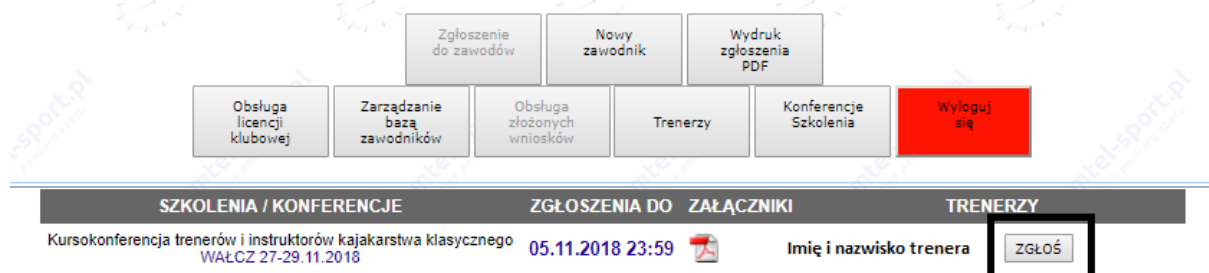 Zgłoszenie
do zawodów
Nowy
zawodnik
Wydruk
zgłoszenia
PDF
Obsługa
licencji
klubowej
Zarządzanie
bazą
zawodników
Obsługa
złożonych
wniosków
Trenerzy
Konferencje
Szkolenia
Wyloguj
się
SZKOLENIA / KONFERENCJE ZGŁOSZENIA DO ZAŁĄCZNIKI TRENERZY
Kursokonferencja trenerów i instruktorów kajakarstwa klasycznego
WAŁCZ 27-29.11.2018
05.11.2018 23:59
Imię i nazwisko trenera
ZGŁOŚ